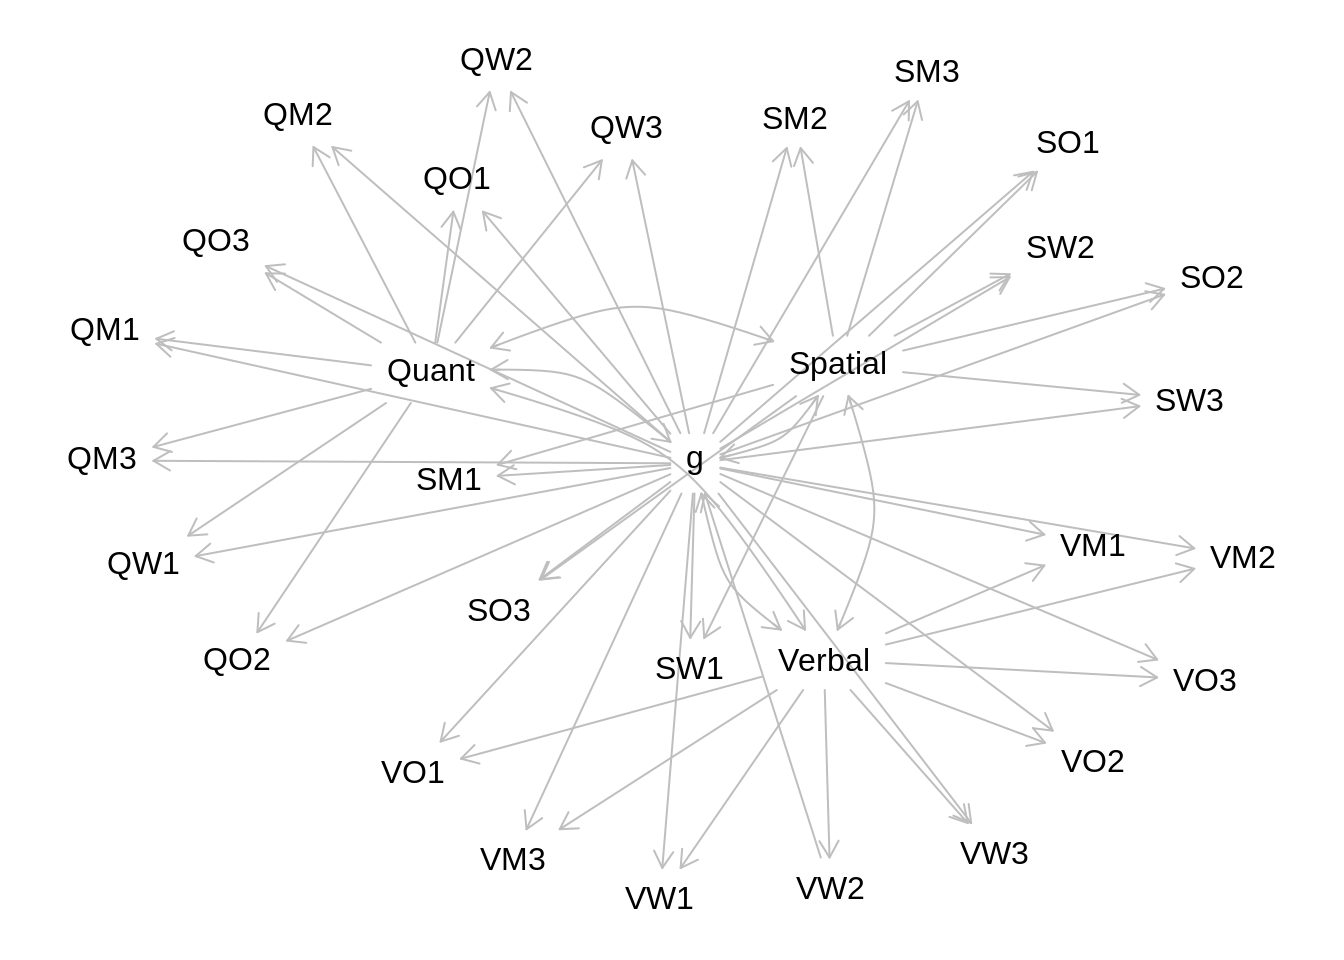 QW2
SM3
QM2
SM2
QW3
SO1
QO1
QO3
SW2
SO2
QM1
Spatial
Quant
SW3
g
QM3
SM1
VM1
VM2
QW1
SO3
QO2
Verbal
SW1
VO3
VO2
VO1
VW3
VM3
VW2
VW1